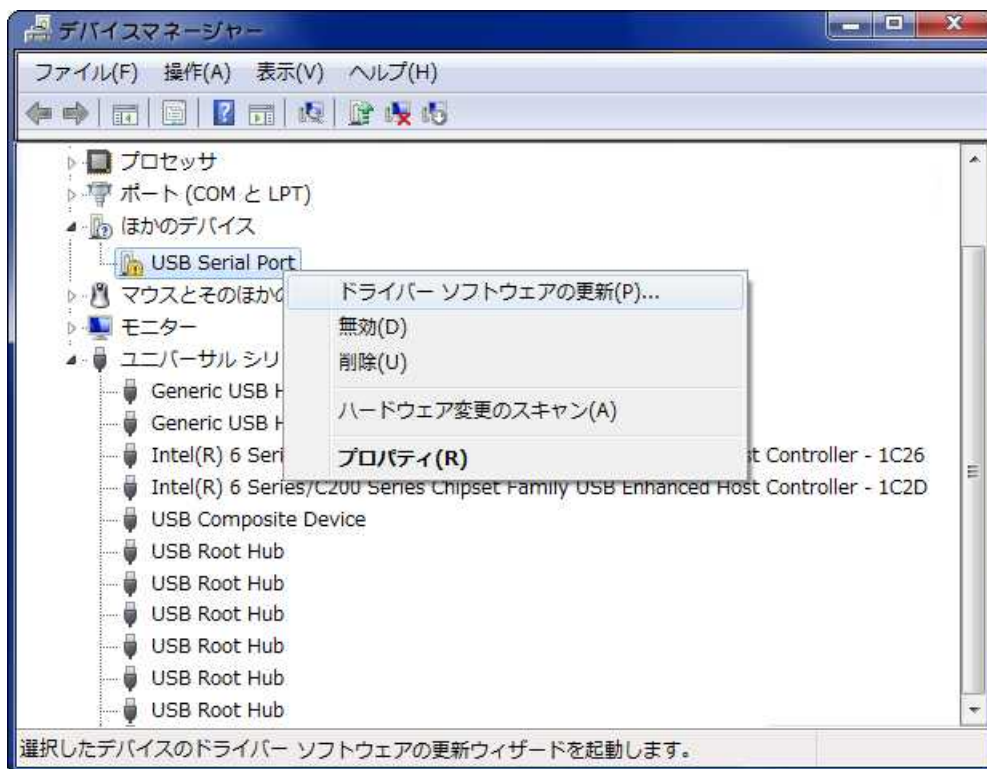 デバイスマネージャー
ファイル(F) 操作(A) 表示(V) ヘルプ(H)
プロセッサ
ポート (COM と LPT)
ほかのデバイス
USB Serial Port
ドライバー ソフトウェアの更新(P)...
無効(D)
削除(U)
ハードウェア変更のスキャン(A)
プロパティ(R)
マウスとそのほかの
モニター
ユニバーサル シリ
Generic USB H
Generic USB H
Intel(R) 6 Seri
t Controller - 1C26
Intel(R) 6 Series/C200 Series Chipset Family USB Enhanced Host Controller - 1C2D
USB Composite Device
USB Root Hub
USB Root Hub
USB Root Hub
USB Root Hub
USB Root Hub
USB Root Hub
選択したデバイスのドライバー ソフトウェアの更新ウィザードを起動します。